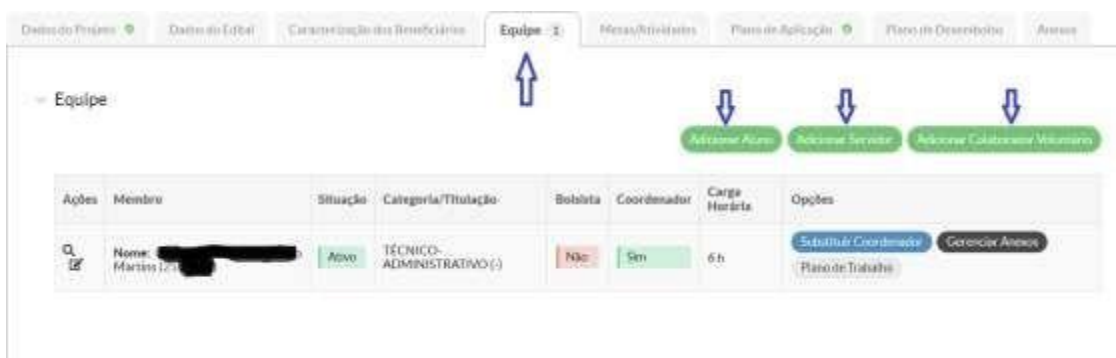 Dados do Projeto Dados do Edital Caracterização dos Beneficiários Equipe 1 Metas/Atividades Plano de Aplicação Plano de Desembolso Anexos
Equipe
Adicionar Aluno Adicionar Servidor Adicionar Colaborador Voluntário
Ações Membro Situação Categoria/Titulação Bolsista Coordenador Carga Horária Opções
Nome:
Martins
Ativo
TÉCNICO-
ADMINISTRATIVO (-)
Não
Sim
6 h
Substituir Coordenador Gerenciar Anexos
Plano de Trabalho